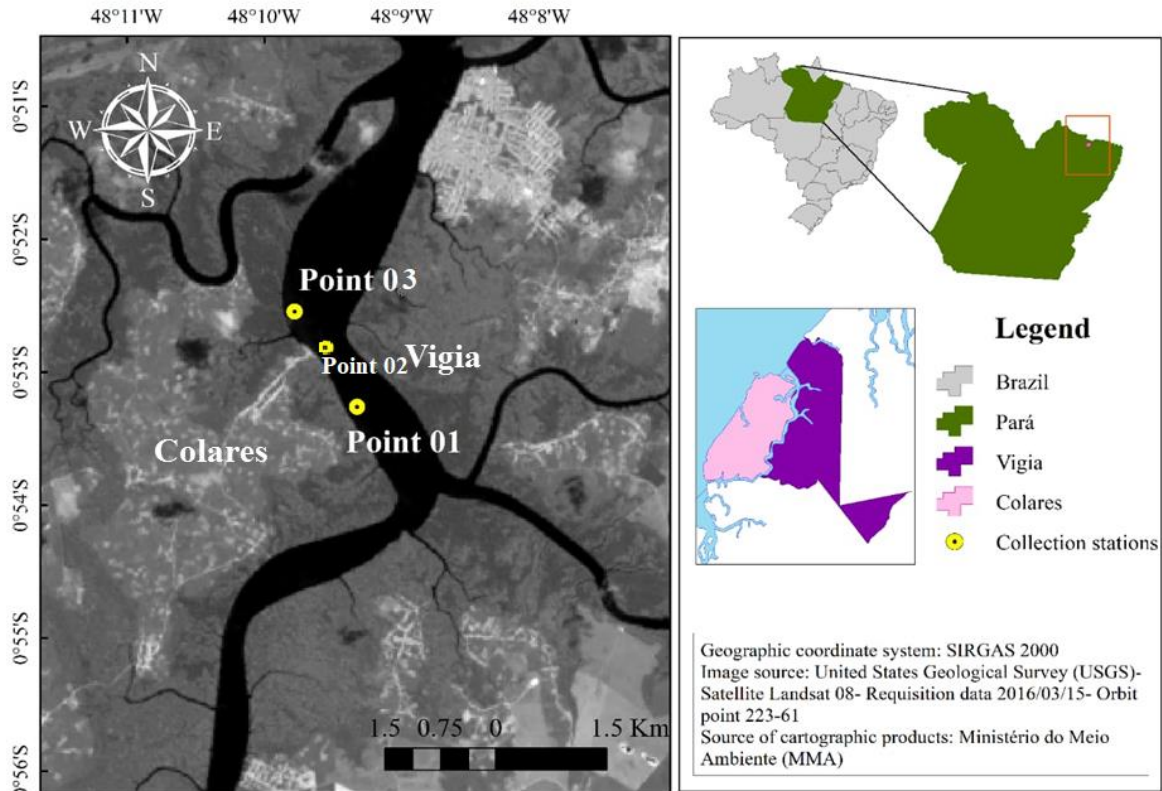 48°11'W 48°10'W 48°9'W 48°8'W
0°51'S
0°52'S
0°53'S
0°54'S
0°55'S
0°56'S
N
W E
S
Point 03
Point 02
Vigia
Point 01
Colares
1.5 0.75 0 1.5 Km
Legend
Brazil
Pará
Vigia
Colares
Collection stations
Geographic coordinate system: SIRGAS 2000
Image source: United States Geological Survey (USGS)-
Satellite Landsat 08- Requisition data 2016/03/15- Orbit
point 223-61
Source of cartographic products: Ministério do Meio
Ambiente (MMA)